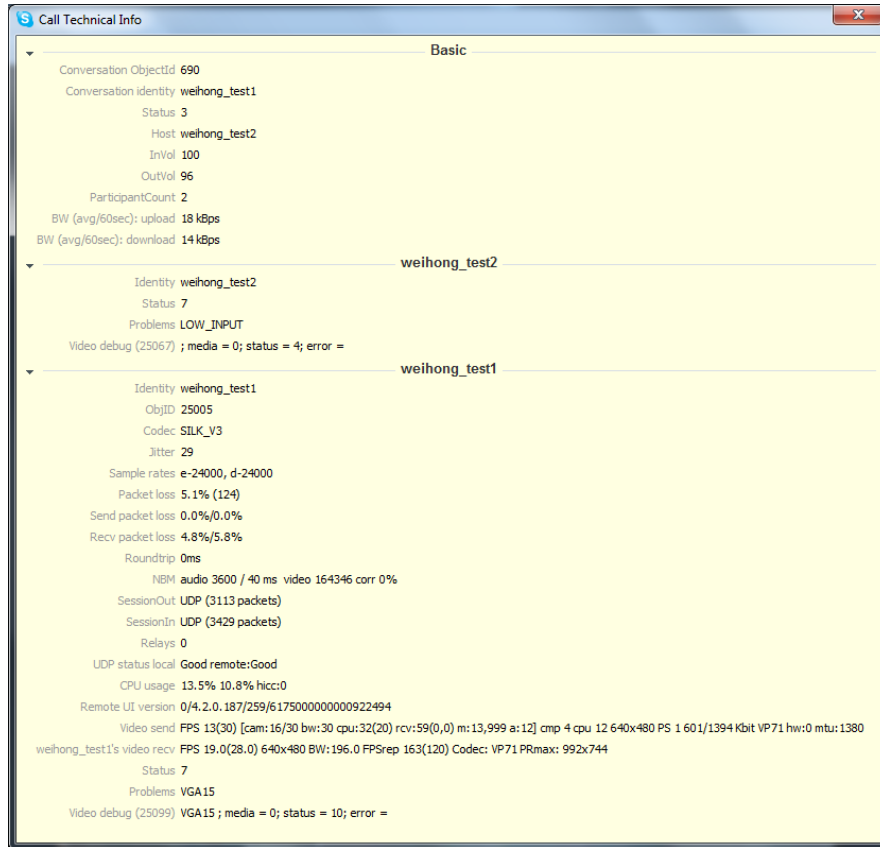 Call Technical Info
Basic
Conversation ObjectId 690
Conversation identity weihong_test1
Status 3
Host weihong_test2
InVol 100
OutVol 96
ParticipantCount 2
BW (avg/60sec): upload 18 kBps
BW (avg/60sec): download 14 kBps
weihong_test2
Identity weihong_test2
Status 7
Problems LOW_INPUT
Video debug (25067) ; media = 0; status = 4; error =
weihong_test1
Identity weihong_test1
ObjID 25005
Codec SILK_V3
Jitter 29
Sample rates e-24000, d-24000
Packet loss 5.1% (124)
Send packet loss 0.0%/0.0%
Recv packet loss 4.8%/5.8%
Roundtrip 0ms
NBM audio 3600 / 40 ms video 164346 corr 0%
SessionOut UDP (3113 packets)
SessionIn UDP (3429 packets)
Relays 0
UDP status local Good remote:Good
CPU usage 13.5% 10.8% hicc:0
Remote UI version 0/4.2.0.187/259/6175000000000922494
Video send FPS 13(30) [cam:16/30 bw:30 cpu:32(20) rcv:59(0,0) m:13,999 a:12] cmp 4 cpu 12 640x480 PS 1 601/1394 Kbit VP71 hw:0 mtu:1380
weihong_test1's video recv FPS 19.0(28.0) 640x480 BW:196.0 FPSrep 163(120) Codec: VP71 PRmax: 992x744
Status 7
Problems VGA15
Video debug (25099) VGA15 ; media = 0; status = 10; error =